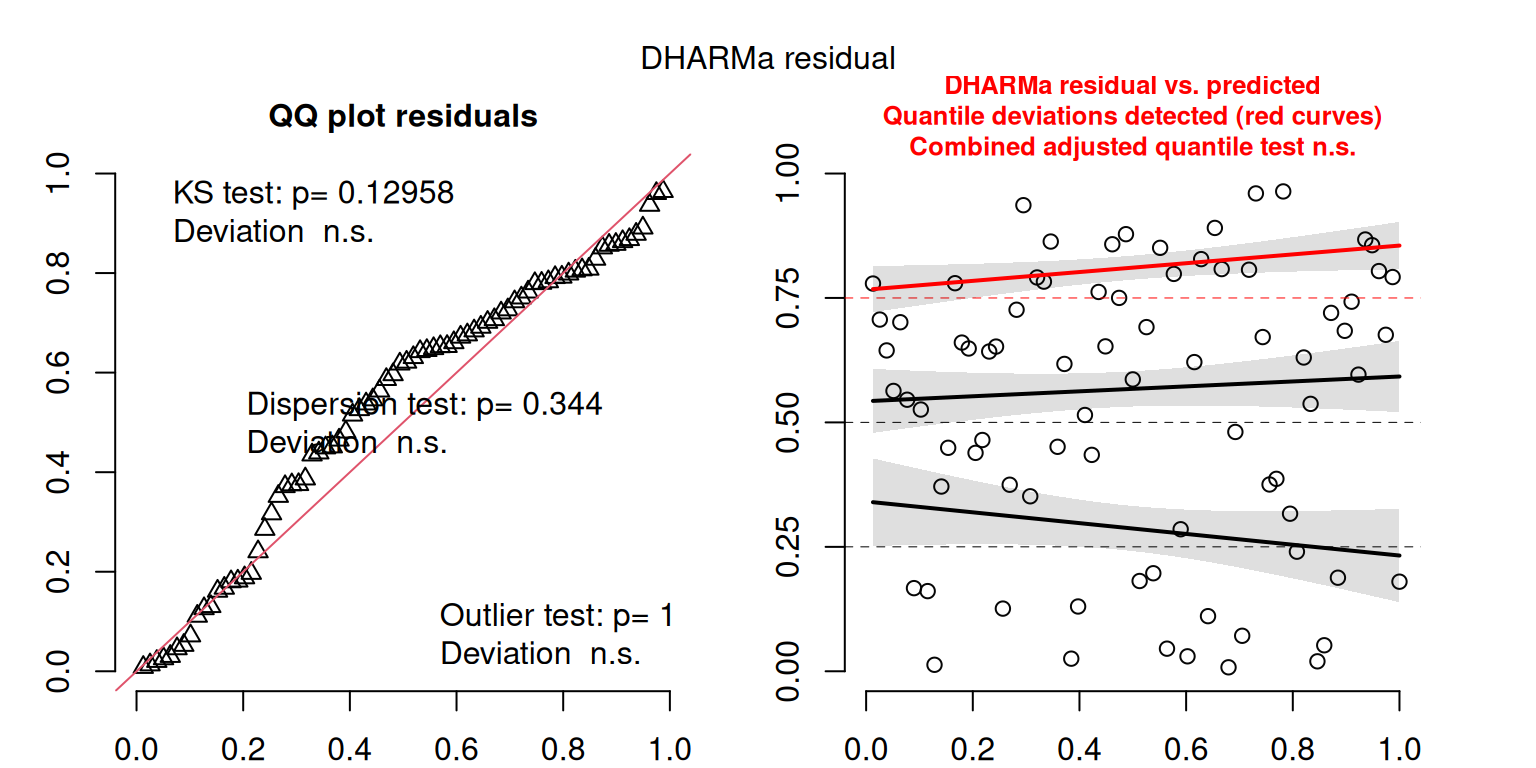 DHARMa residual
QQ plot residuals
KS test: p= 0.12958
Deviation  n.s.
Dispersion test: p= 0.344
Deviation  n.s.
Outlier test: p= 1
Deviation  n.s.
1.0
0.8
0.6
0.4
0.2
0.0
0.0 0.2 0.4 0.6 0.8 1.0
DHARMa residual vs. predicted
Quantile deviations detected (red curves)
Combined adjusted quantile test n.s.
1.00
0.75
0.50
0.25
0.00
0.0 0.2 0.4 0.6 0.8 1.0